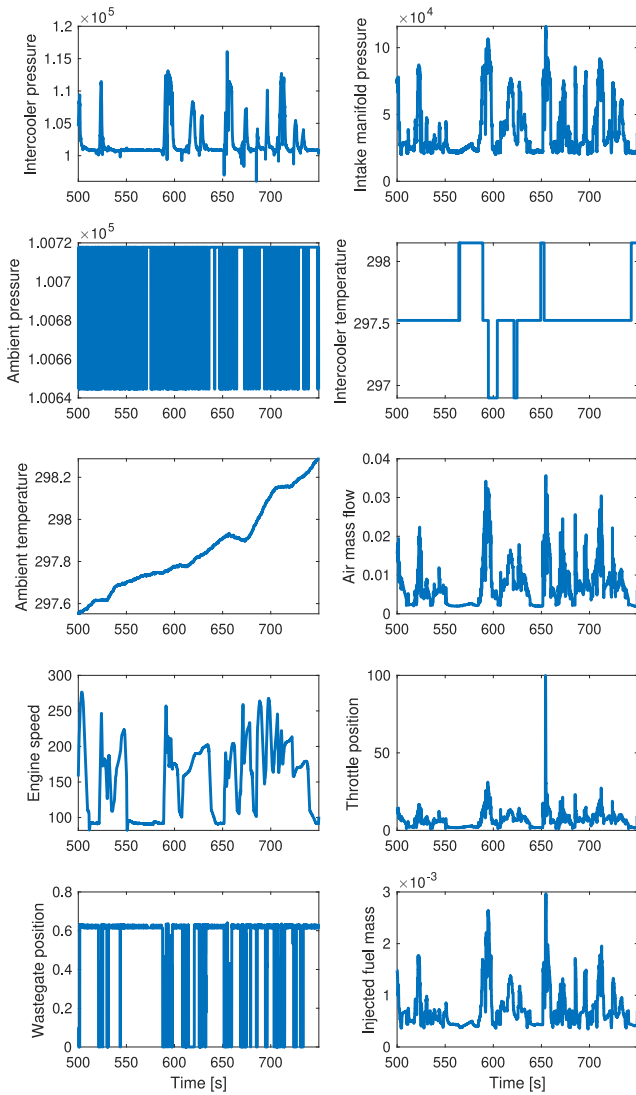 ×10^5
1.2
1.15
1.1
1.05
1
Intercooler pressure
500 550 600 650 700
×10^4
10
5
0
Intake manifold pressure
500 550 600 650 700
×10^5
1.0072
1.007
1.0068
1.0066
1.0064
Ambient pressure
500 550 600 650 700
298
297.5
297
Intercooler temperature
500 550 600 650 700
298.2
298
297.8
297.6
Ambient temperature
500 550 600 650 700
0.04
0.03
0.02
0.01
0
Air mass flow
500 550 600 650 700
300
250
200
150
100
Engine speed
500 550 600 650 700
100
50
0
Throttle position
500 550 600 650 700
0.8
0.6
0.4
0.2
0
Wastegate position
500 550 600 650 700
Time [s]
×10^-3
3
2
1
0
Injected fuel mass
500 550 600 650 700
Time [s]